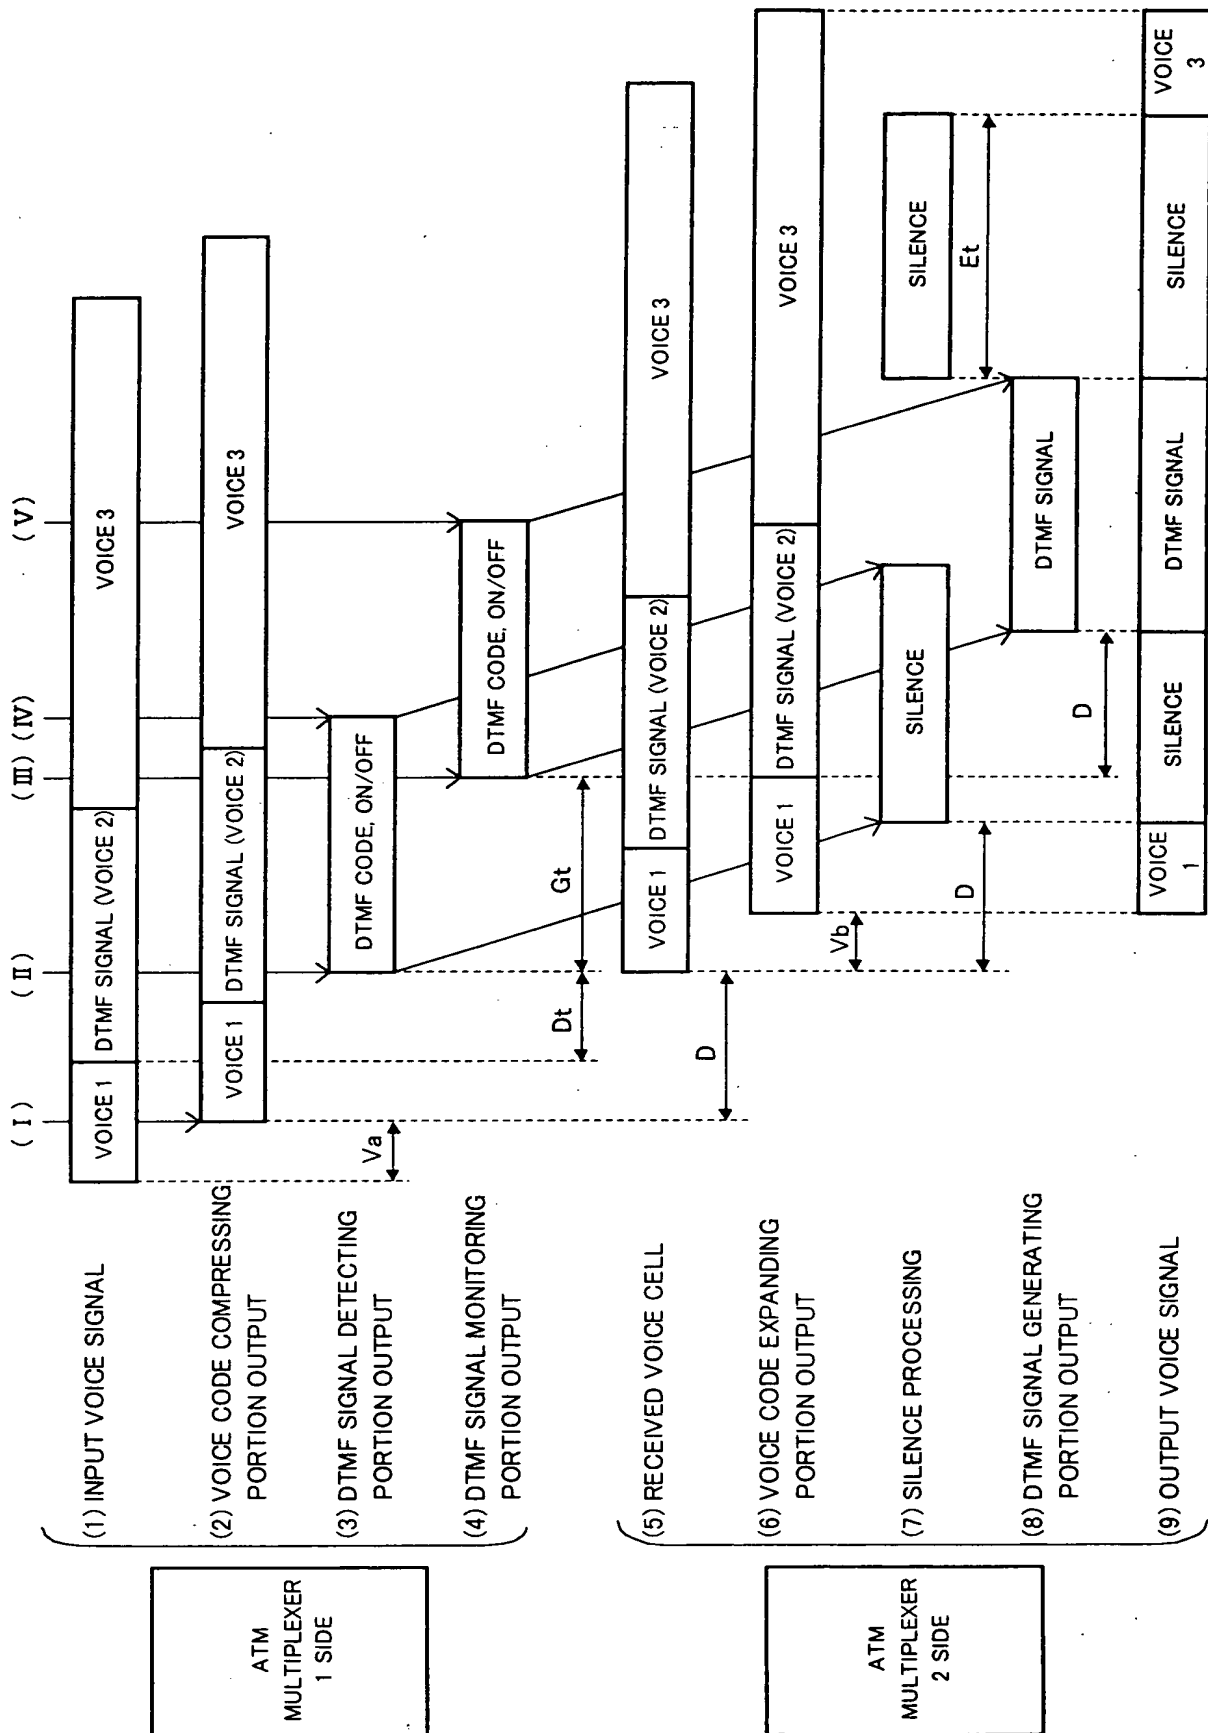 (I)
(II)
(III)
(IV)
(V)
ATM
MULTIPLEXER
1 SIDE
(1) INPUT VOICE SIGNAL
VOICE 1
DTMF SIGNAL (VOICE 2)
VOICE 3
(2) VOICE CODE COMPRESSING
PORTION OUTPUT
VOICE 1
DTMF SIGNAL (VOICE 2)
VOICE 3
(3) DTMF SIGNAL DETECTING
PORTION OUTPUT
Va
DTMF CODE, ON/OFF
(4) DTMF SIGNAL MONITORING
PORTION OUTPUT
DTMF CODE, ON/OFF
Dt
Gt
ATM
MULTIPLEXER
2 SIDE
(5) RECEIVED VOICE CELL
VOICE 1
DTMF SIGNAL (VOICE 2)
VOICE 3
D
(6) VOICE CODE EXPANDING
PORTION OUTPUT
VOICE 1
DTMF SIGNAL (VOICE 2)
VOICE 3
Vb
(7) SILENCE PROCESSING
SILENCE
SILENCE
D
Et
(8) DTMF SIGNAL GENERATING
PORTION OUTPUT
DTMF SIGNAL
D
(9) OUTPUT VOICE SIGNAL
VOICE
1
SILENCE
DTMF SIGNAL
SILENCE
VOICE
3